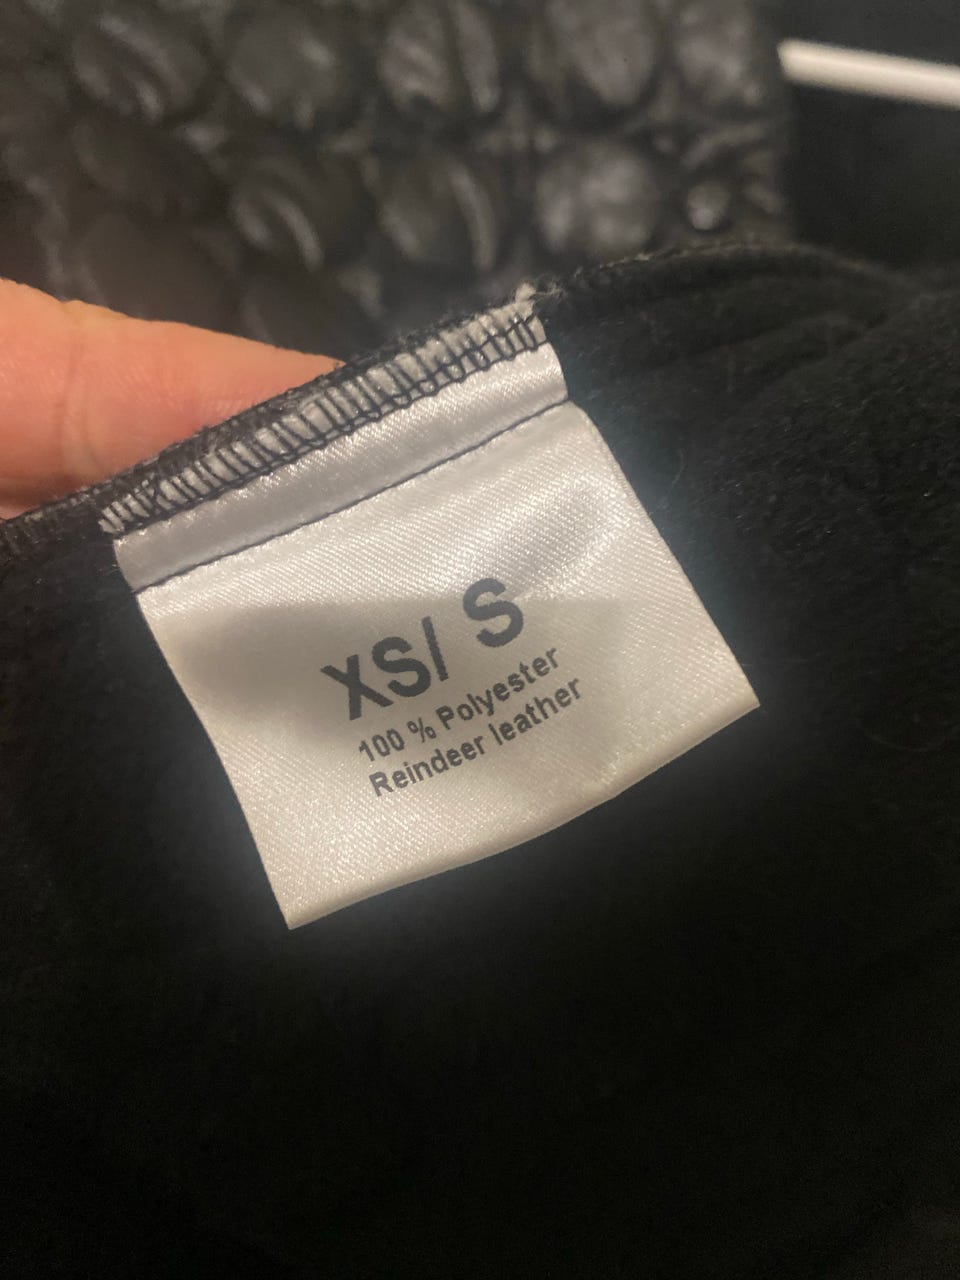 XS/ S
100 % Polyester
Reindeer leather